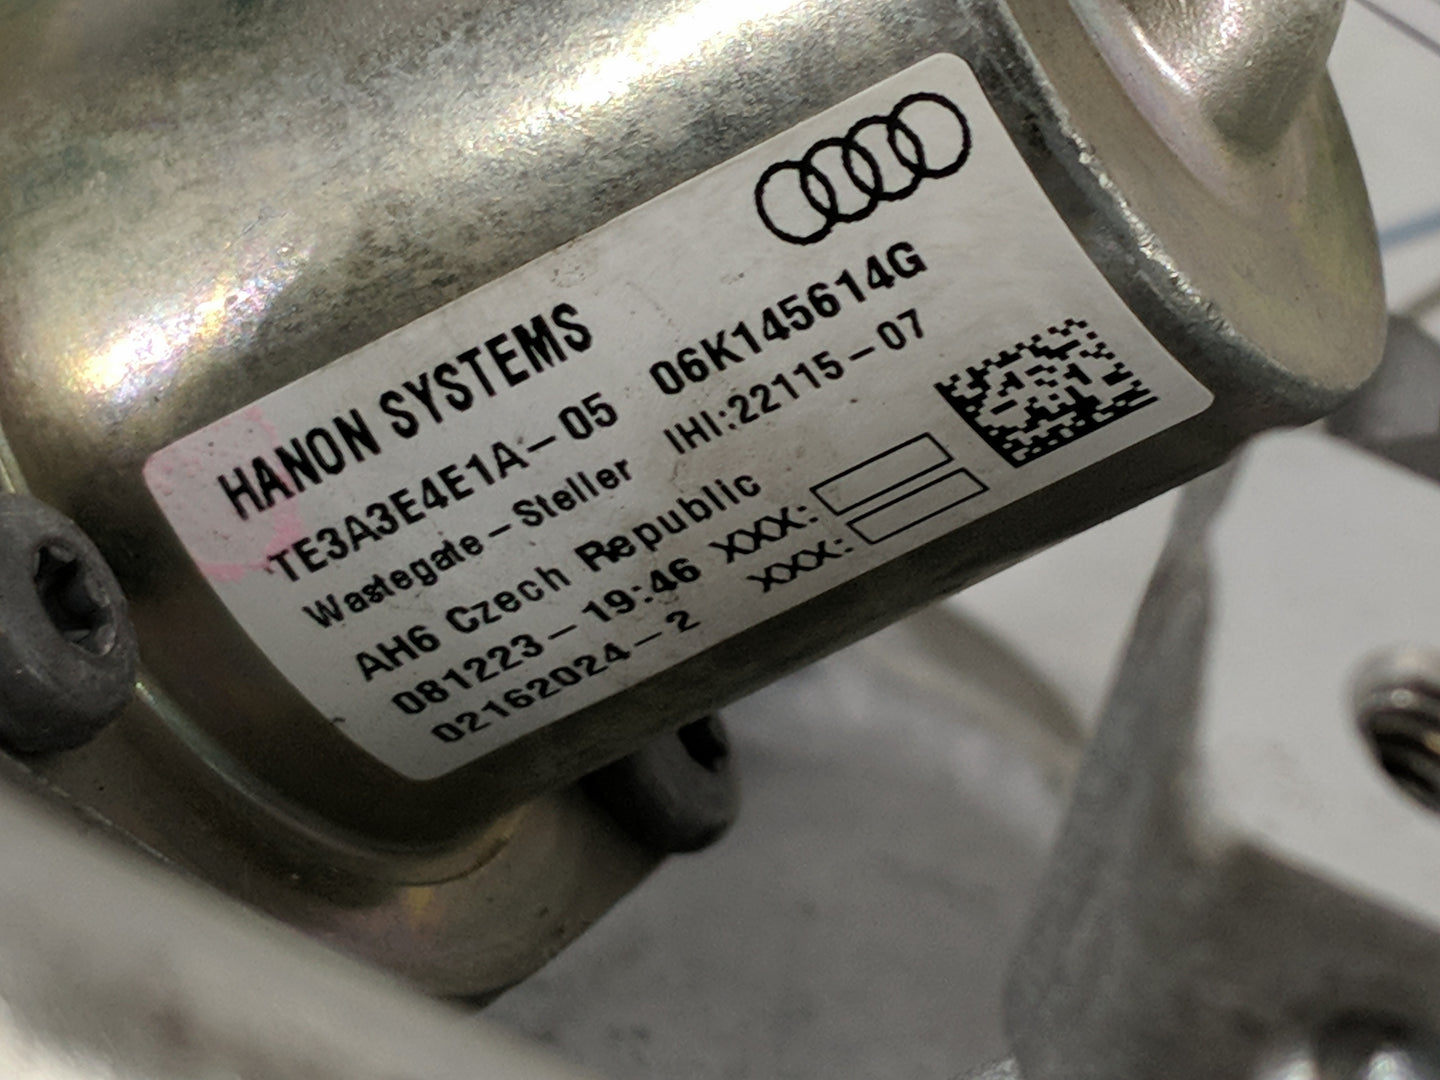 HANON SYSTEMS
TE3A3E4E1A-05 06K145614G
Wastegate-Steller IHI:22115-07
AH6 Czech Republic
081223-19:46 XXX:
02162024-2 XXX: